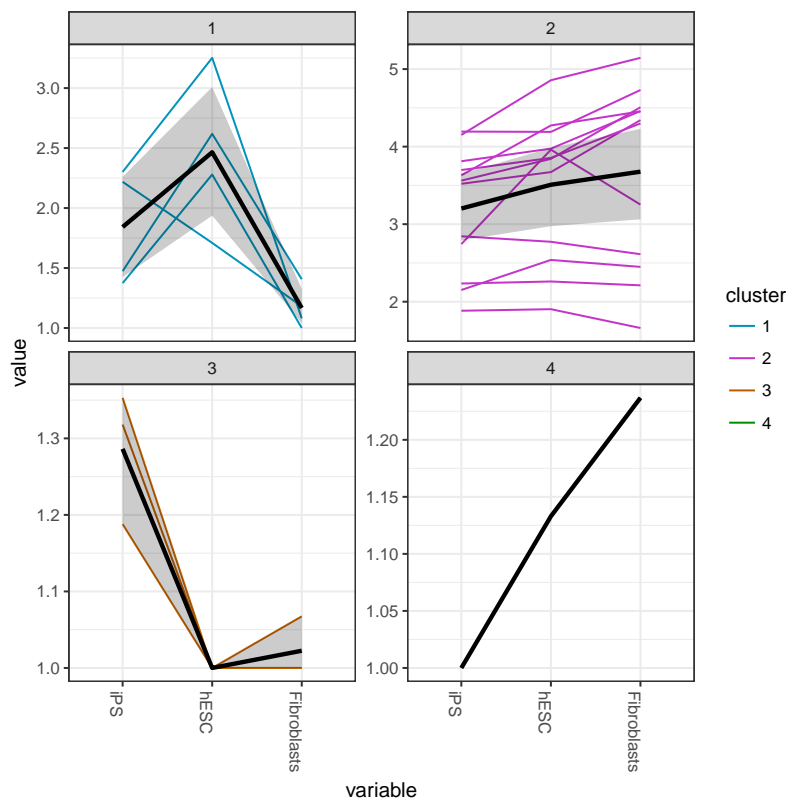 1
2
3.0
2.5
2.0
1.5
1.0
5
4
3
2
value
cluster
1
2
3
4
3
4
1.3
1.2
1.1
1.0
1.20
1.15
1.10
1.05
1.00
iPS
hESC
Fibroblasts
iPS
hESC
Fibroblasts
variable